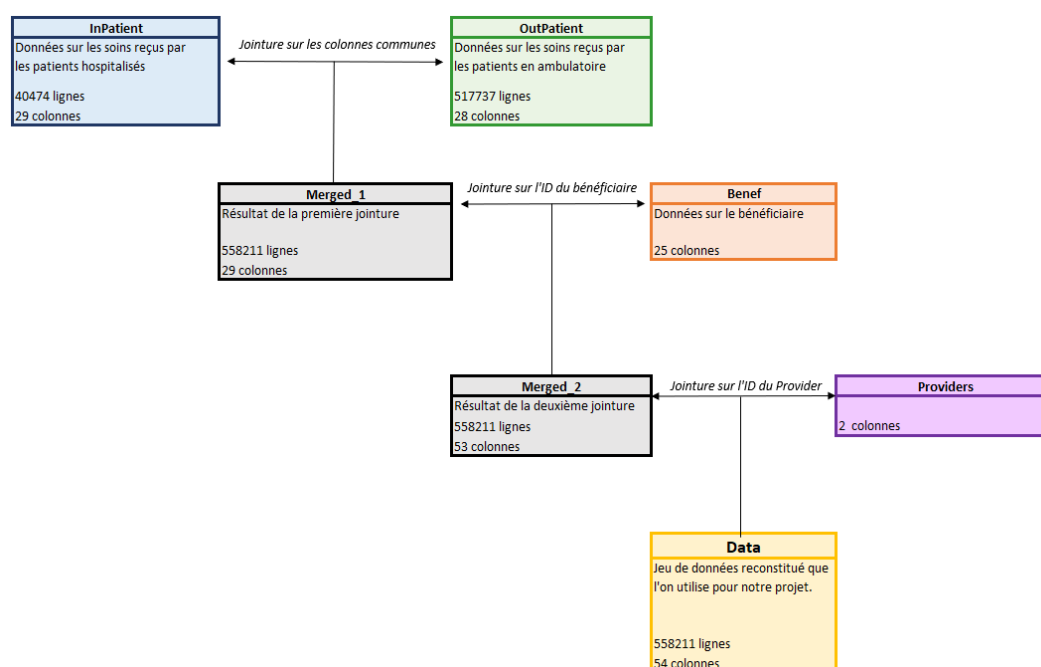 InPatient
Données sur les soins reçus par
les patients hospitalisés
40474 lignes
29 colonnes
Jointure sur les colonnes communes
OutPatient
Données sur les soins reçus par
les patients en ambulatoire
517737 lignes
28 colonnes
Merged_1
Résultat de la première jointure
558211 lignes
29 colonnes
Jointure sur l'ID du bénéficiaire
Benef
Données sur le bénéficiaire
25 colonnes
Merged_2
Résultat de la deuxième jointure
558211 lignes
53 colonnes
Jointure sur l'ID du Provider
Providers
2 colonnes
Data
Jeu de données reconstitué que
l'on utilise pour notre projet.
558211 lignes
54 colonnes